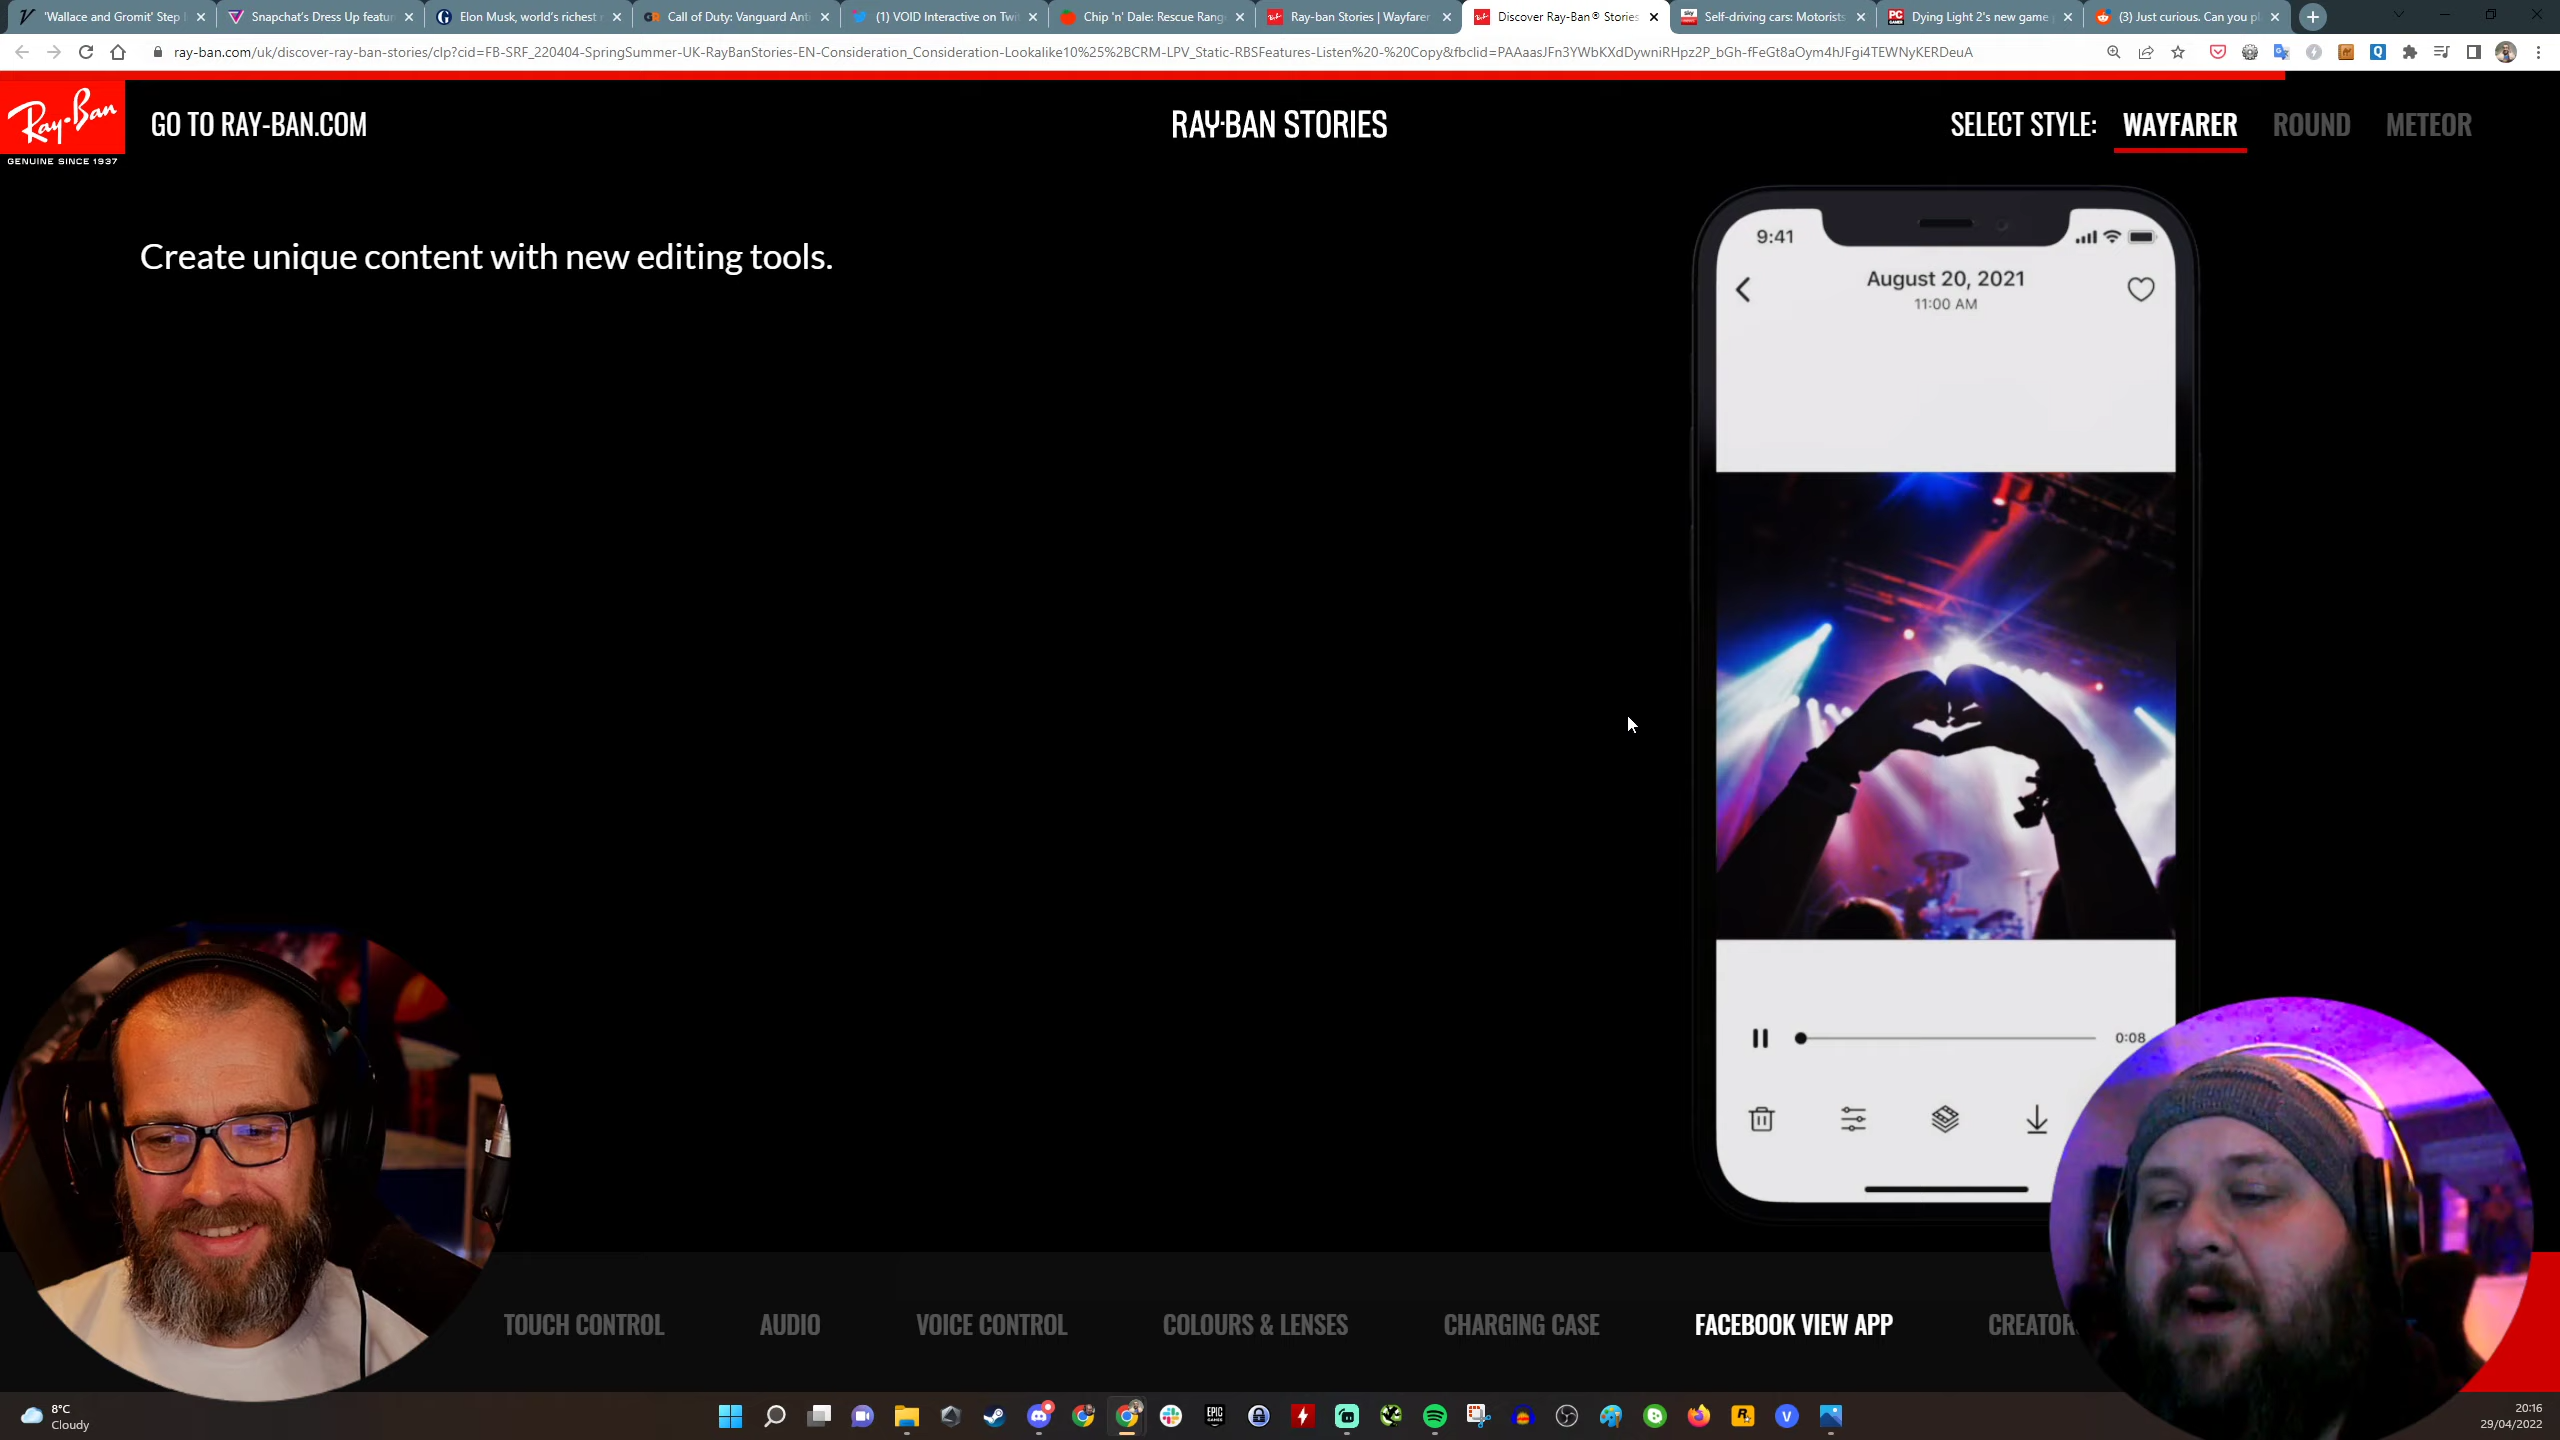 'Wallace and Gromit' Step
Snapchat's Dress Up featur
Elon Musk, world's richest
Call of Duty: Vanguard Anti
(1) VOID Interactive on Twit
Chip 'n' Dale: Rescue Rang
Ray-ban Stories | Wayfarer
Discover Ray-Ban® Stories
Self-driving cars: Motorists
Dying Light 2's new game
(3) Just curious. Can you pl
ray-ban.com/uk/discover-ray-ban-stories/clp?cid=FB-SRF_220404-SpringSummer-UK-RayBanStories-EN-Consideration_Consideration-Lookalike10%25%2BCRM-LPV_Static-RBSFeatures-Listen%20-%20Copy&fbclid=PAAaasJFn3YWbKXdDywniRHpz2P_bGh-fFeGt8aOym4hJFgi4TEWNyKERDeuA
Ray-Ban
GENUINE SINCE 1937
GO TO RAY-BAN.COM
RAY-BAN STORIES
SELECT STYLE: WAYFARER ROUND METEOR
Create unique content with new editing tools.
9:41
August 20, 2021
11:00 AM
0:08
TOUCH CONTROL
AUDIO
VOICE CONTROL
COLOURS & LENSES
CHARGING CASE
FACEBOOK VIEW APP
CREATOR
8°C
Cloudy
EPIC
20:16
29/04/2022